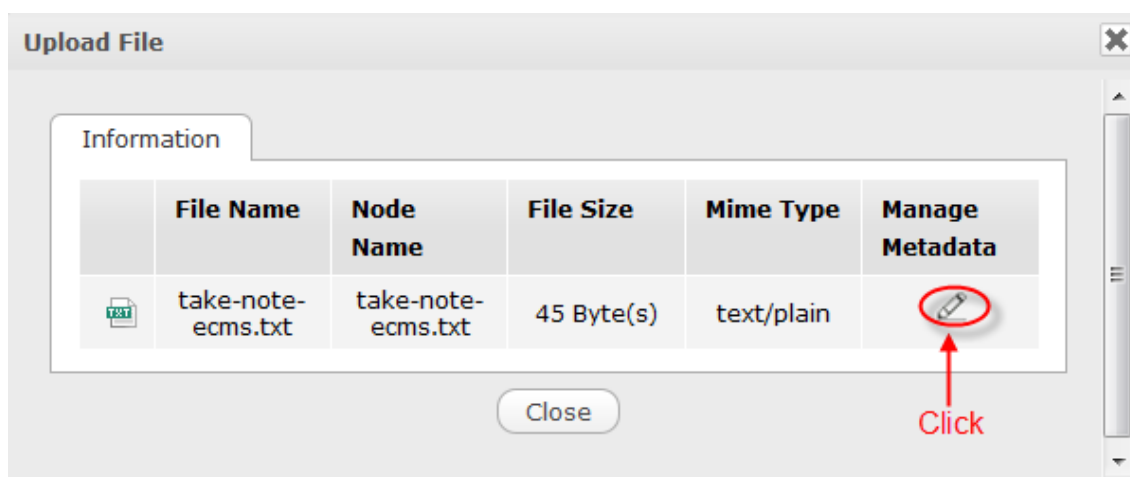 Upload File
Information
File Name Node Name File Size Mime Type Manage Metadata
TXT take-note-ecms.txt take-note-ecms.txt 45 Byte(s) text/plain
Close
Click